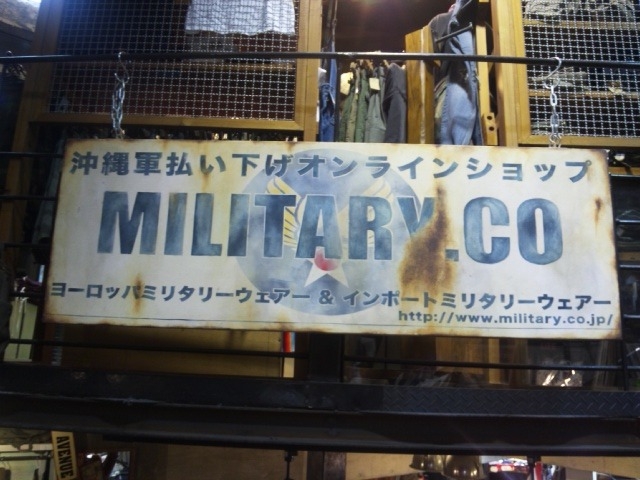 沖縄軍払い下げオンラインショップ
MILITARY.CO
ヨーロッパミリタリーウェアー & インポートミリタリーウェアー
http://www.military.co.jp/
AVENUE